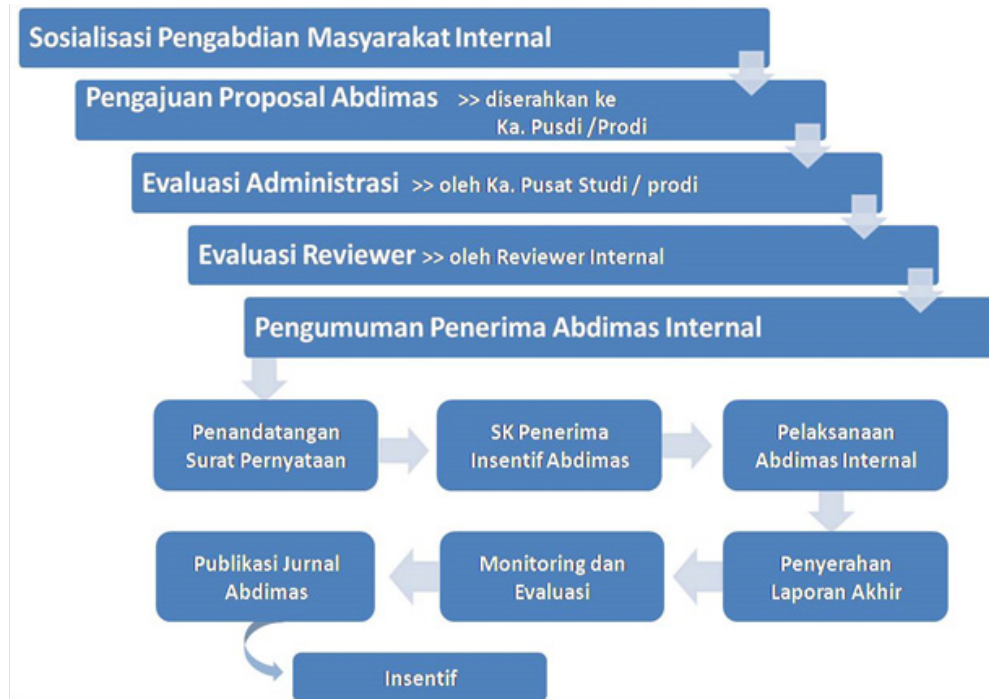 Sosialisasi Pengabdian Masyarakat Internal
Pengajuan Proposal Abdimas >> diserahkan ke
Ka. Pusdi /Prodi
Evaluasi Administrasi >> oleh Ka. Pusat Studi / prodi
Evaluasi Reviewer >> oleh Reviewer Internal
Pengumuman Penerima Abdimas Internal
Penandatangan
Surat Pernyataan
SK Penerima
Insentif Abdimas
Pelaksanaan
Abdimas Internal
Publikasi Jurnal
Abdimas
Monitoring dan
Evaluasi
Penyerahan
Laporan Akhir
Insentif